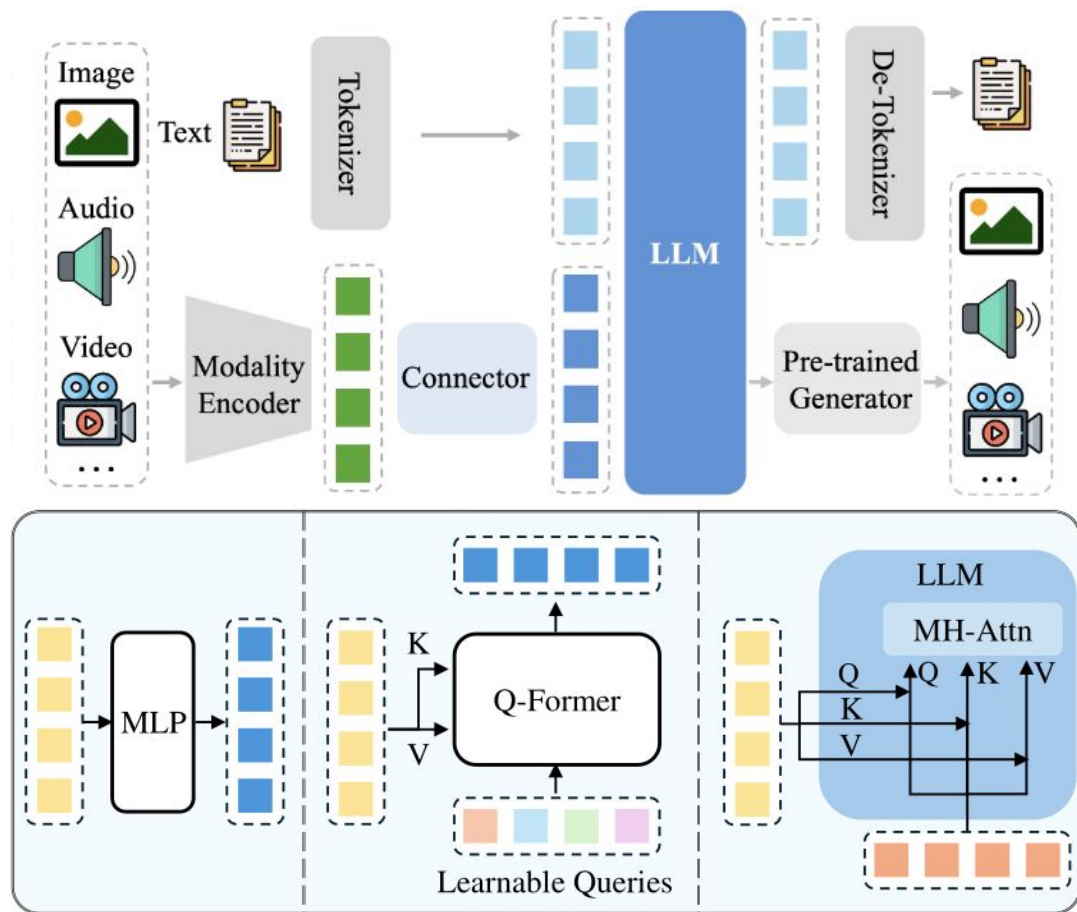 Image
Text
Audio
Video
...
Tokenizer
Modality
Encoder
Connector
LLM
De-Tokenizer
Pre-trained
Generator
...
MLP
K
V
Q-Former
Learnable Queries
LLM
MH-Attn
Q
K
V
Q
K
V